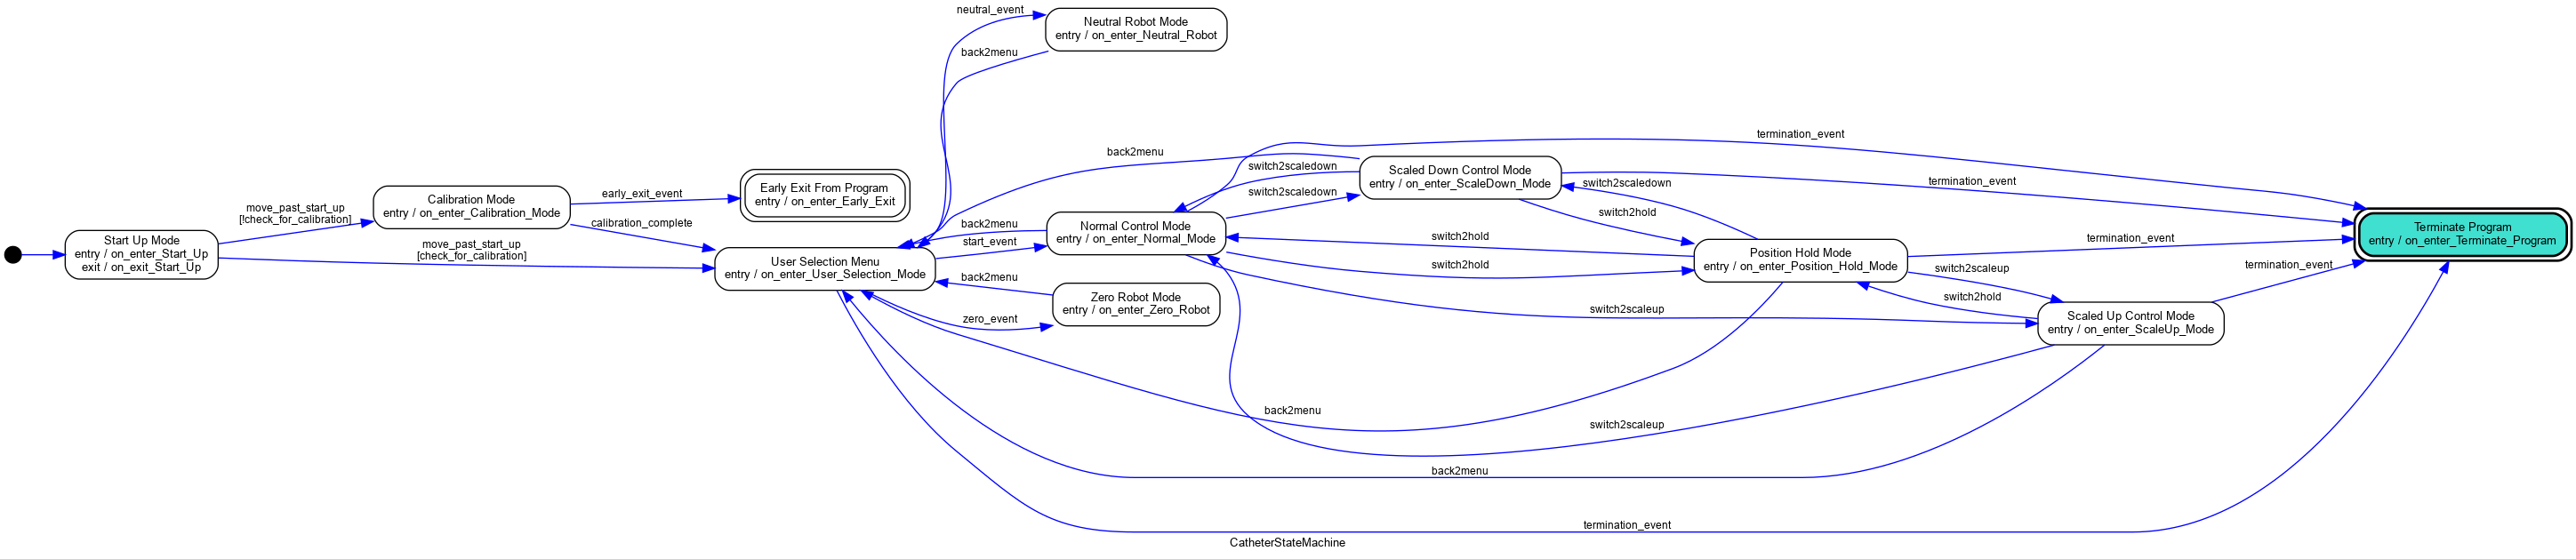 Start Up Mode
entry / on_enter_Start_Up
exit / on_exit_Start_Up
move_past_start_up
[!check_for_calibration]
move_past_start_up
[check_for_calibration]
Calibration Mode
entry / on_enter_Calibration_Mode
early_exit_event
calibration_complete
Early Exit From Program
entry / on_enter_Early_Exit
User Selection Menu
entry / on_enter_User_Selection_Mode
neutral_event
back2menu
Neutral Robot Mode
entry / on_enter_Neutral_Robot
back2menu
back2menu
start_event
back2menu
zero_event
Normal Control Mode
entry / on_enter_Normal_Mode
Zero Robot Mode
entry / on_enter_Zero_Robot
switch2scaledown
switch2scaledown
Scaled Down Control Mode
entry / on_enter_ScaleDown_Mode
switch2scaledown
switch2hold
switch2hold
switch2hold
switch2scaleup
back2menu
switch2scaleup
back2menu
termination_event
termination_event
termination_event
Position Hold Mode
entry / on_enter_Position_Hold_Mode
termination_event
switch2scaleup
switch2hold
Scaled Up Control Mode
entry / on_enter_ScaleUp_Mode
termination_event
Terminate Program
entry / on_enter_Terminate_Program
CatheterStateMachine